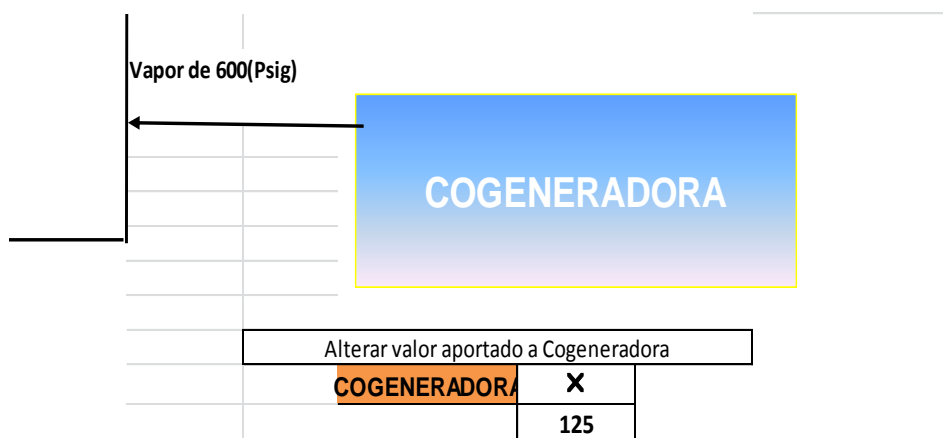 Vapor de 600(Psig)
COGENERADORA
Alterar valor aportado a Cogeneradora
COGENERADORA
X
125